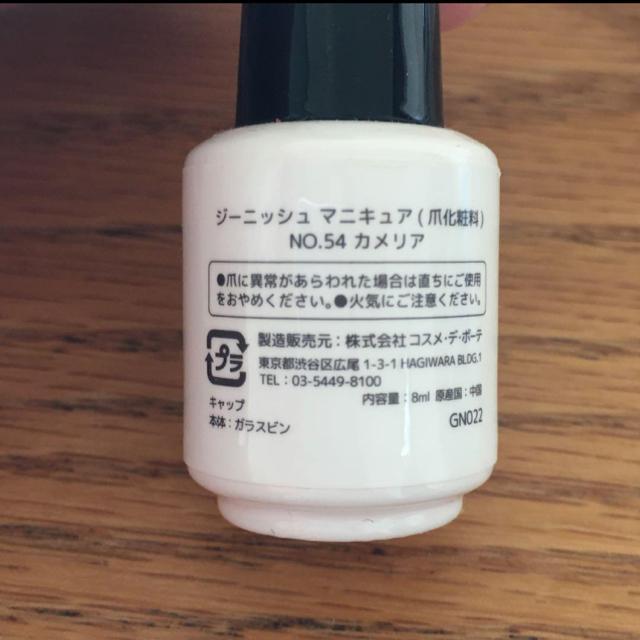 ジーニッシュ マニキュア(爪化粧料)
NO.54 カメリア
●爪に異常があらわれた場合は直ちにご使用
をおやめください。●火気にご注意ください。
プラ
製造販売元:株式会社コスメ・デ・ボーテ
東京都渋谷区広尾 1-3-1 HAGIWARA BLDG.1
TEL:03-5449-8100
キャップ
内容量:8ml 原産国:中国
本体:ガラスビン
GN022